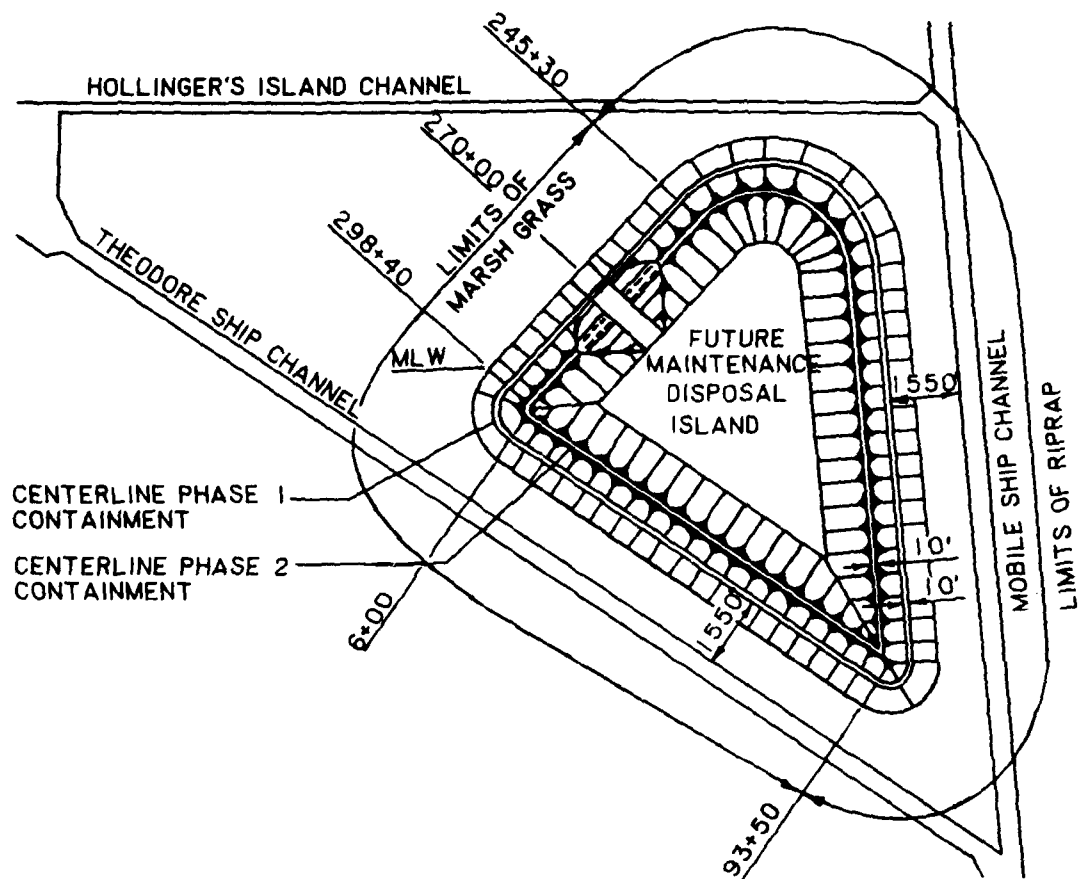 245+30
HOLLINGER'S ISLAND CHANNEL
270+00
LIMITS OF
MARSH GRASS
298+40
THEODORE SHIP CHANNEL
MLW
FUTURE
MAINTENANCE
DISPOSAL
ISLAND
1550'
MOBILE SHIP CHANNEL
LIMITS OF RIPRAP
CENTERLINE PHASE 1
CONTAINMENT
CENTERLINE PHASE 2
CONTAINMENT
10'
10'
6+00
1550'
93+50